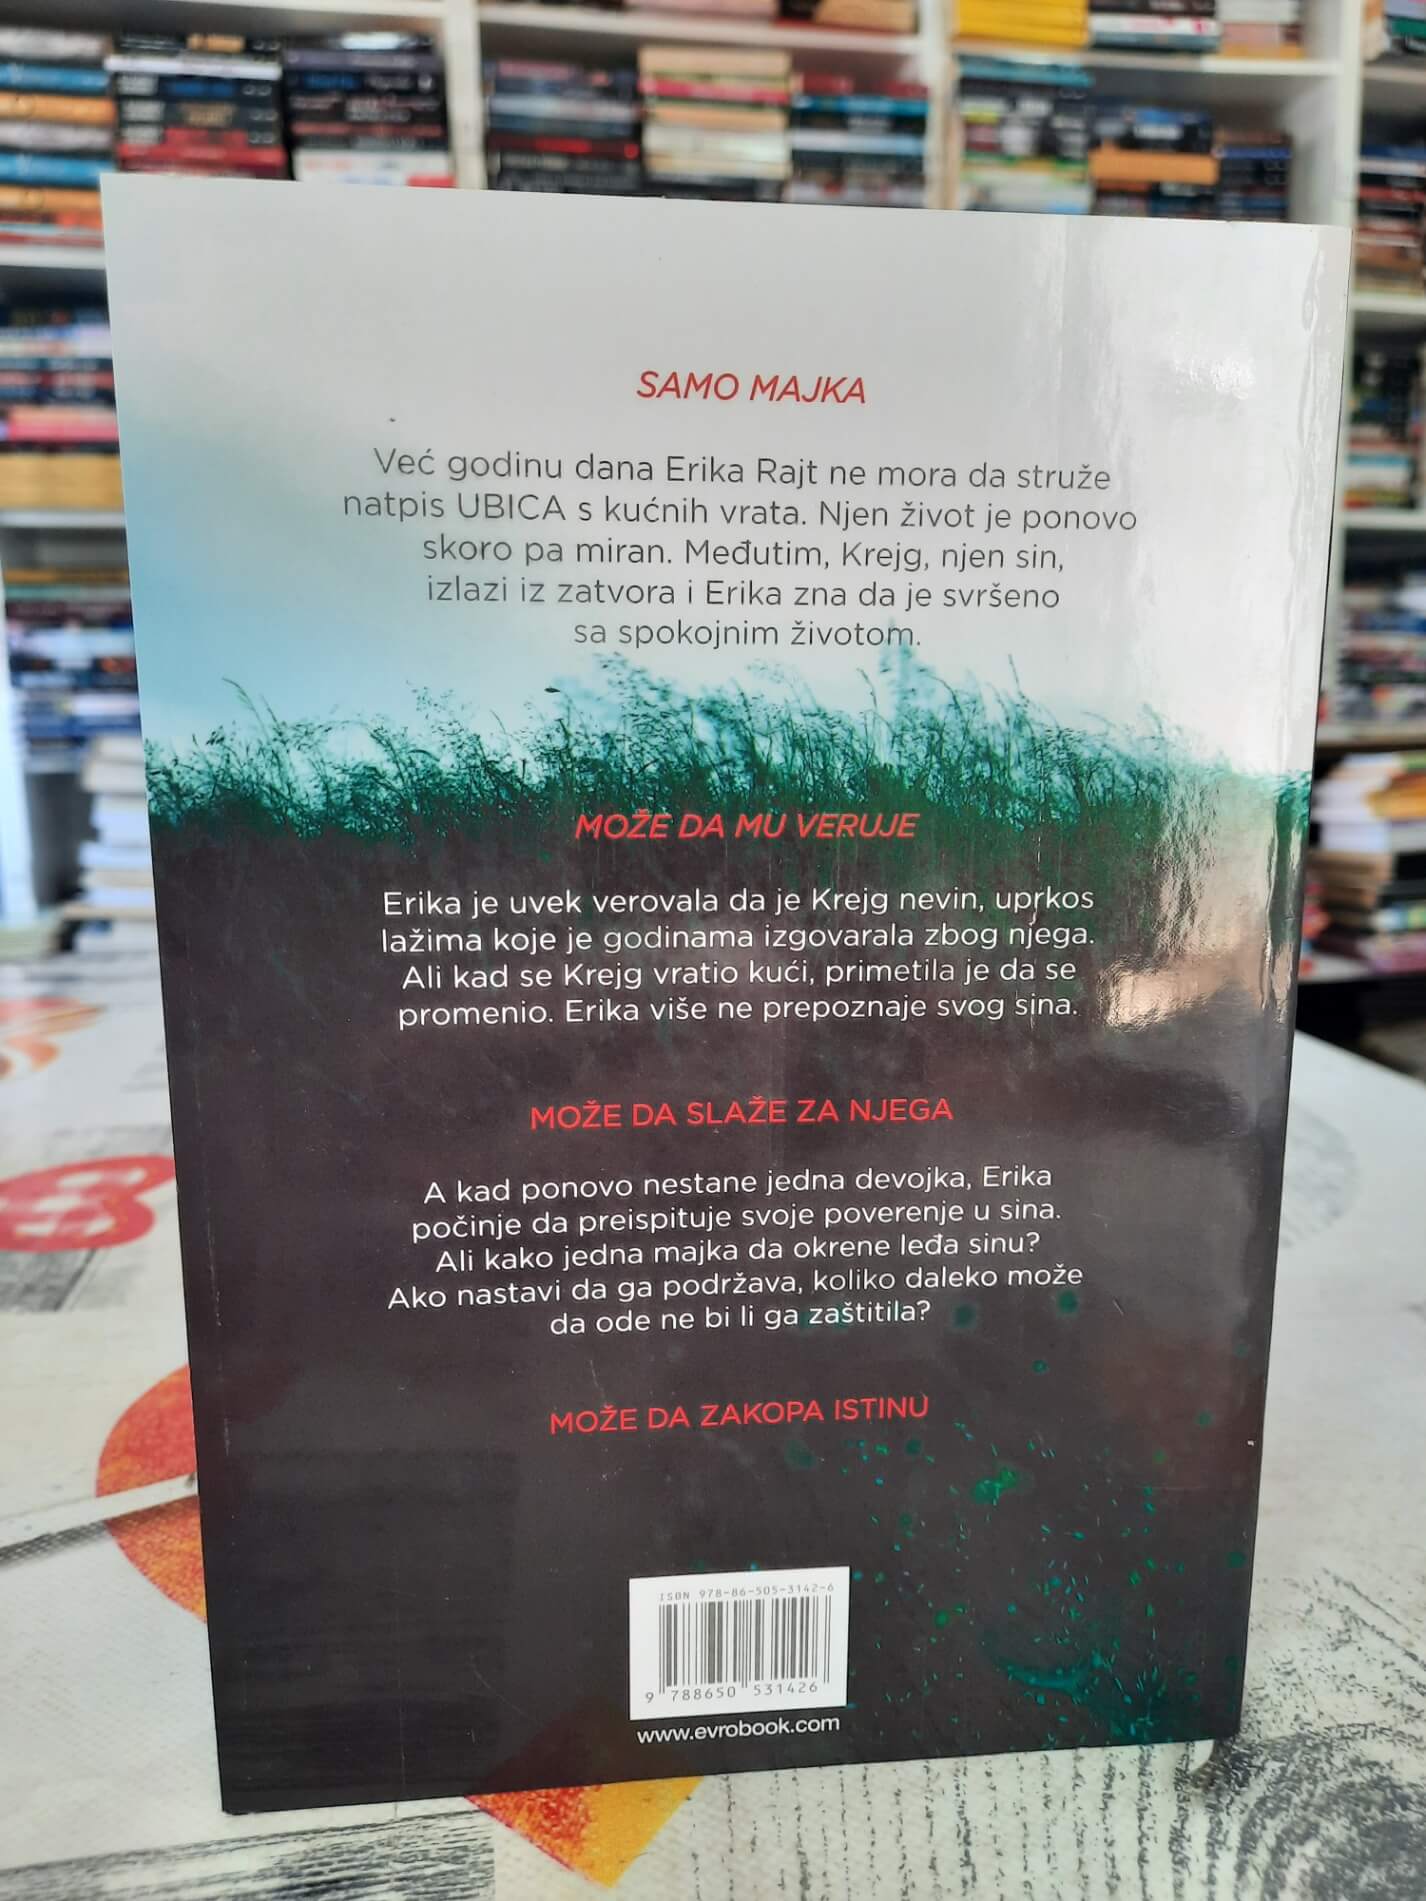 SAMO MAJKA
Već godinu dana Erika Rajt ne mora da struže
natpis UBICA s kućnih vrata. Njen život je ponovo
skoro pa miran. Međutim, Krejg, njen sin,
izlazi iz zatvora i Erika zna da je svršeno
sa spokojnim životom.
MOŽE DA MU VERUJE
Erika je uvek verovala da je Krejg nevin, uprkos
lažima koje je godinama izgovarala zbog njega.
Ali kad se Krejg vratio kući, primetila je da se
promenio. Erika više ne prepoznaje svog sina.
MOŽE DA SLAŽE ZA NJEGA
A kad ponovo nestane jedna devojka, Erika
počinje da preispituje svoje poverenje u sina.
Ali kako jedna majka da okrene leđa sinu?
Ako nastavi da ga podržava, koliko daleko može
da ode ne bi li ga zaštitila?
MOŽE DA ZAKOPA ISTINU
ISBN 978-86-505-3142-6
9 788650 531426
www.evrobook.com